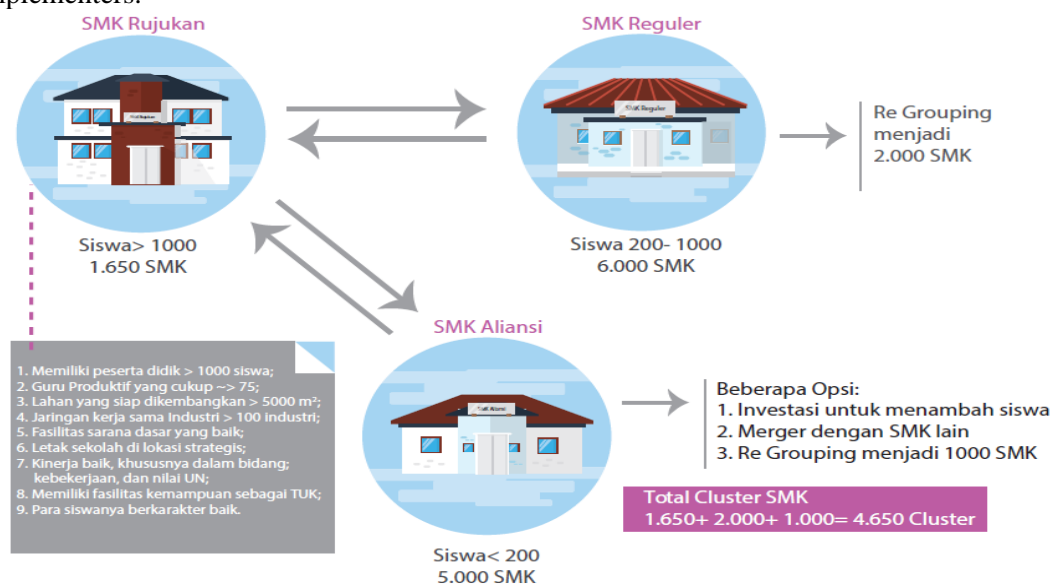 SMK Rujukan
SMK Reguler
SMK Reguler
Re Grouping
menjadi
2.000 SMK
Siswa> 1000
1.650 SMK
Siswa 200- 1000
6.000 SMK
SMK Aliansi
SMK Aliansi
1. Memiliki peserta didik > 1000 siswa;
2. Guru Produktif yang cukup ~> 75;
3. Lahan yang siap dikembangkan > 5000 m²;
4. Jaringan kerja sama Industri > 100 industri;
5. Fasilitas sarana dasar yang baik;
6. Letak sekolah di lokasi strategis;
7. Kinerja baik, khususnya dalam bidang;
kebekerjaan, dan nilai UN;
8. Memiliki fasilitas kemampuan sebagai TUK;
9. Para siswanya berkarakter baik.
Beberapa Opsi:
1. Investasi untuk menambah siswa
2. Merger dengan SMK lain
3. Re Grouping menjadi 1000 SMK
Total Cluster SMK
1.650+ 2.000+ 1.000= 4.650 Cluster
Siswa< 200
5.000 SMK